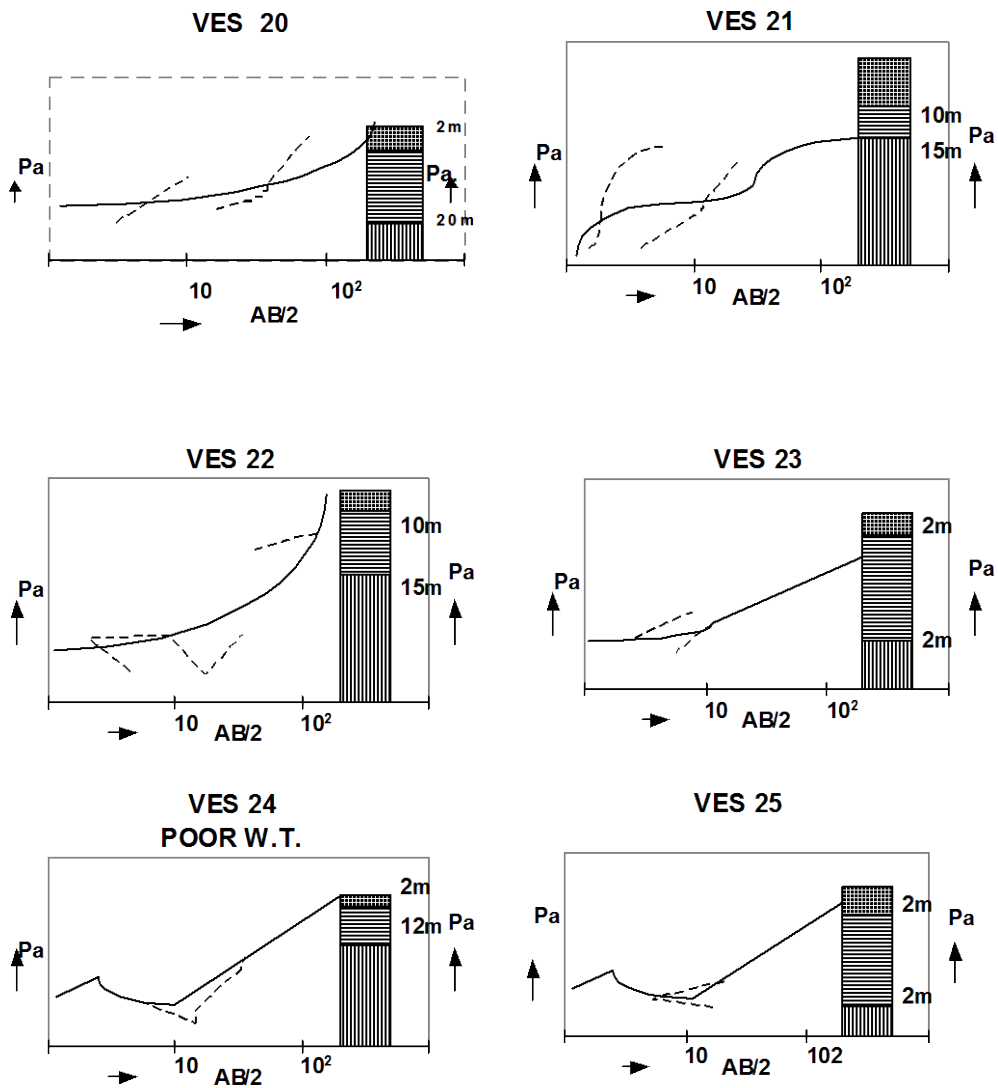 VES 20
2 m
Pa
Pa.
20 m
10
10²
AB/2
VES 21
10m
Pa
Pa
15m
10
10²
AB/2
VES 22
10m
Pa
Pa
15m
10
10²
AB/2
VES 23
2m
Pa
Pa
2m
10
10²
AB/2
VES 24
POOR W.T.
2m
12m
Pa
Pa
10
10²
AB/2
VES 25
2m
Pa
Pa
2m
10
102
AB/2